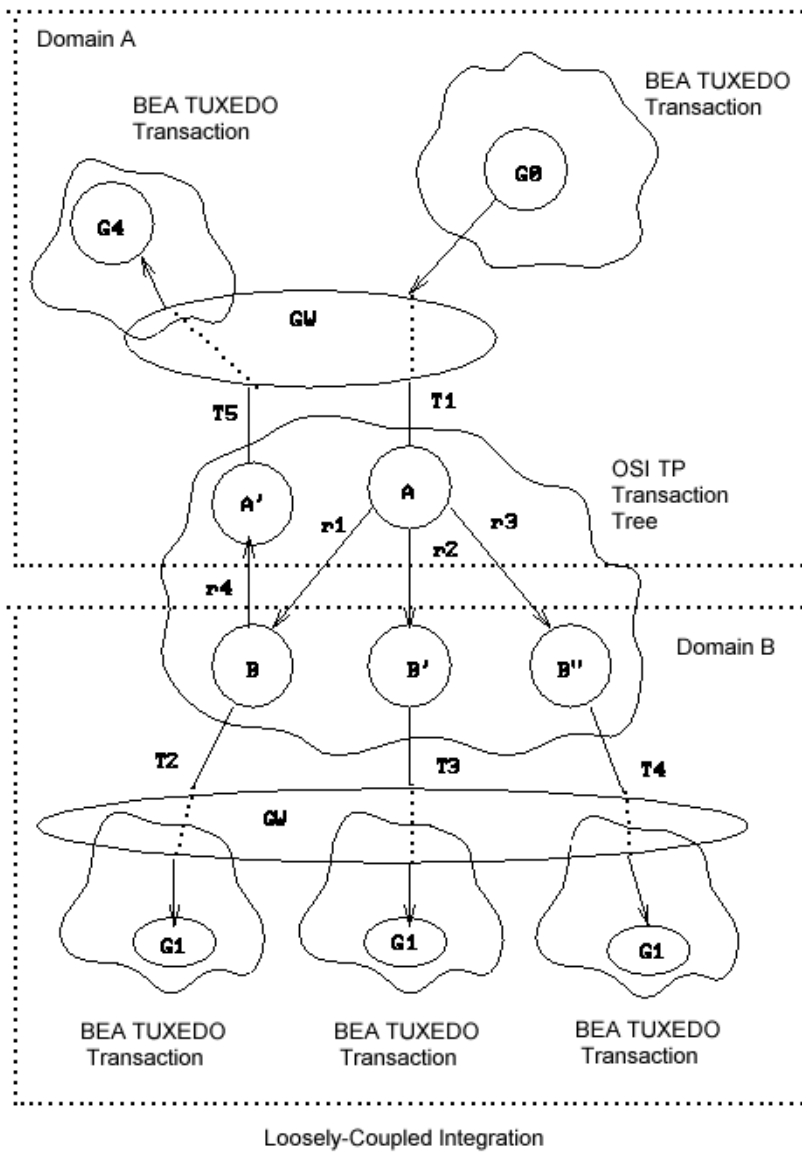 Domain A
BEA TUXEDO
Transaction
BEA TUXEDO
Transaction
G0
G4
GW
T5
T1
OSI TP
Transaction
Tree
A'
A
r1
r2
r3
r4
Domain B
B
B'
B"
T2
T3
T4
GW
G1
G1
G1
BEA TUXEDO
Transaction
BEA TUXEDO
Transaction
BEA TUXEDO
Transaction
Loosely-Coupled Integration